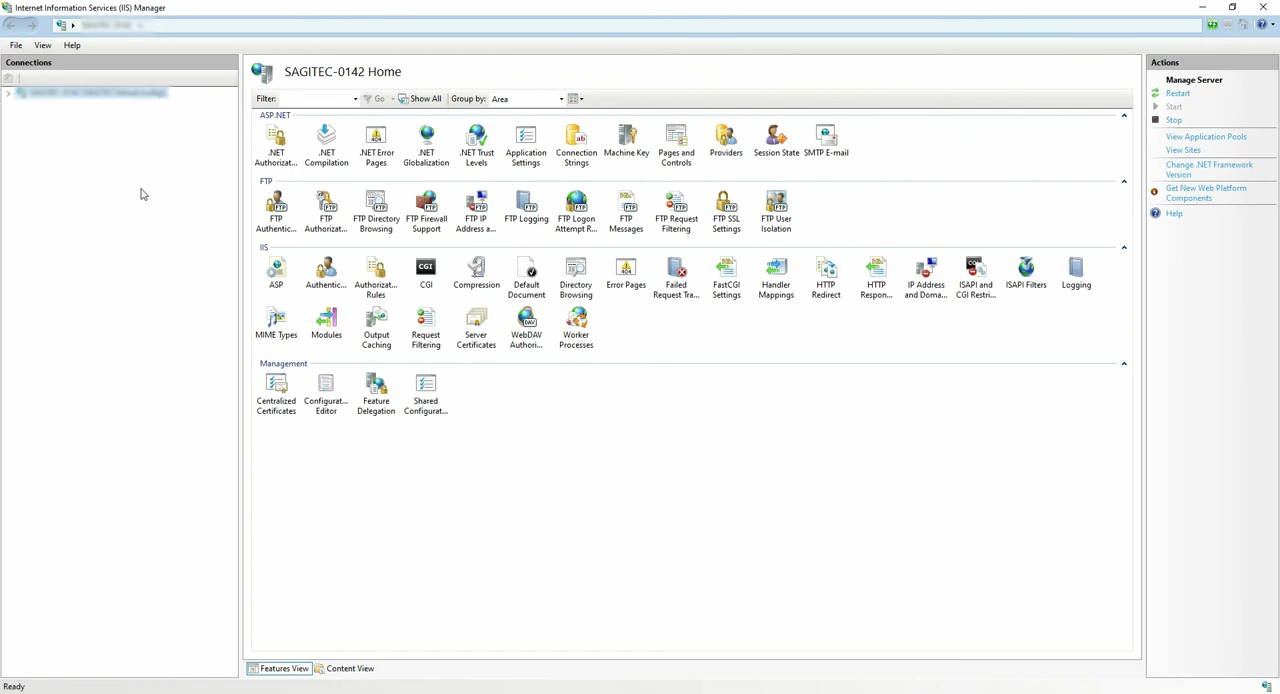 Internet Information Services (IIS) Manager
File View Help
Connections
SAGITEC-0142 Home
Filter: Go Show All Group by: Area
ASP.NET
.NET Authorizat...
.NET Compilation
.NET Error Pages
.NET Globalization
.NET Trust Levels
Application Settings
Connection Strings
Machine Key
Pages and Controls
Providers
Session State
SMTP E-mail
FTP
FTP Authentic...
FTP Authorizat...
FTP Directory Browsing
FTP Firewall Support
FTP IP Address a...
FTP Logging
FTP Logon Attempt R...
FTP Messages
FTP Request Filtering
FTP SSL Settings
FTP User Isolation
IIS
ASP
Authentic...
Authorizat... Rules
CGI
Compression
Default Document
Directory Browsing
Error Pages
Failed Request Tra...
FastCGI Settings
Handler Mappings
HTTP Redirect
HTTP Respon...
IP Address and Doma...
ISAPI and CGI Restri...
ISAPI Filters
Logging
MIME Types
Modules
Output Caching
Request Filtering
Server Certificates
WebDAV Authori...
Worker Processes
Management
Centralized Certificates
Configurat... Editor
Feature Delegation
Shared Configurat...
Features View Content View
Ready
Actions
Manage Server
Restart
Start
Stop
View Application Pools
View Sites
Change .NET Framework
Version
Get New Web Platform
Components
Help